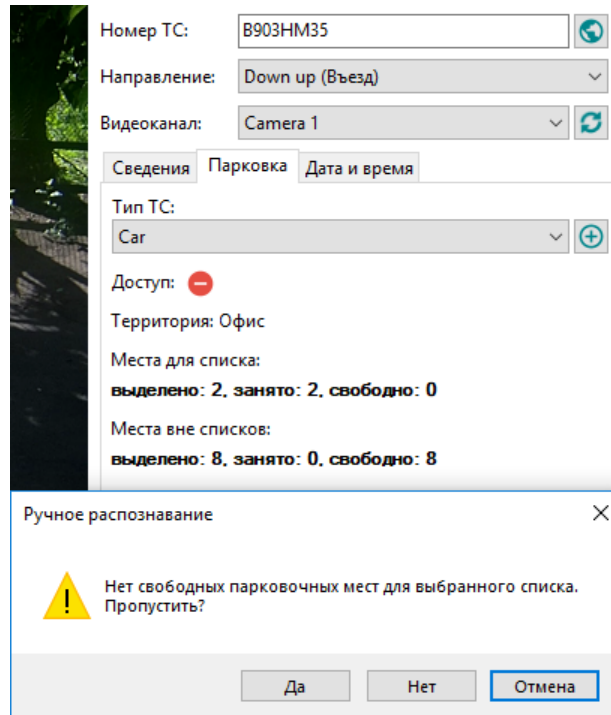 Номер ТС: B903HM35
Направление: Down up (Въезд)
Видеоканал: Camera 1
Сведения Парковка Дата и время
Тип ТС:
Car
Доступ:
Территория: Офис
Места для списка:
выделено: 2, занято: 2, свободно: 0
Места вне списков:
выделено: 8, занято: 0, свободно: 8
Ручное распознавание
Нет свободных парковочных мест для выбранного списка.
Пропустить?
Да Нет Отмена